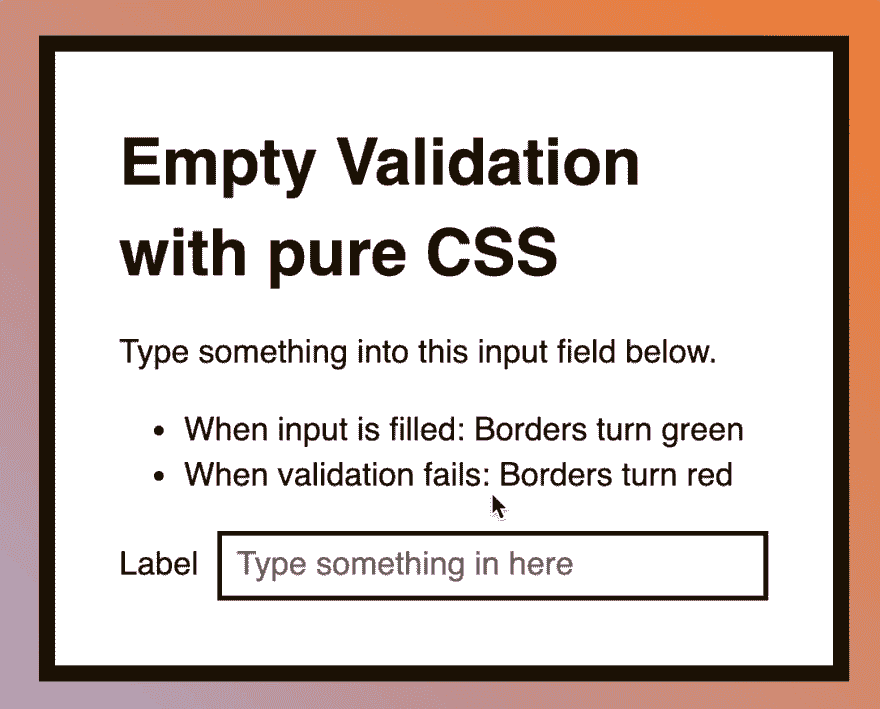 Empty Validation
with pure CSS
Type something into this input field below.
• When input is filled: Borders turn green
• When validation fails: Borders turn red
Label Type something in here